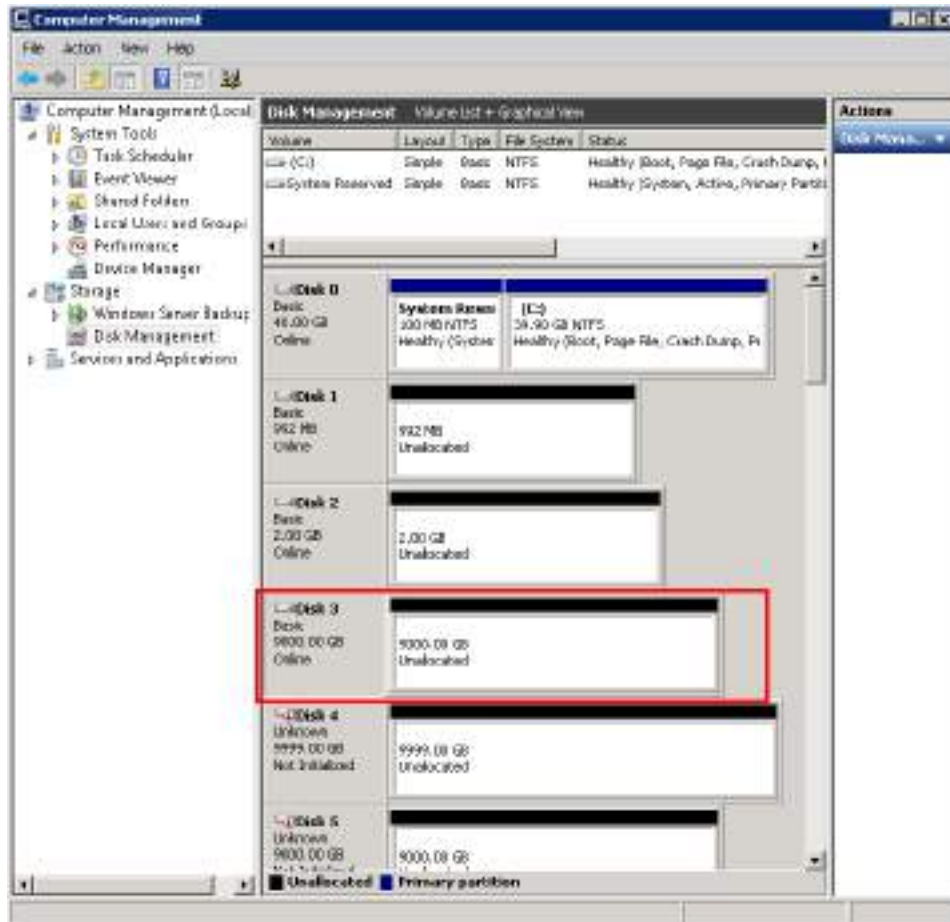 Computer Management
File Action View Help
Computer Management (Local
System Tools
Task Scheduler
Event Viewer
Shared Folders
Local Users and Groups
Performance
Device Manager
Storage
Windows Server Backup
Disk Management
Services and Applications
Disk Management Volume List + Graphical View
Volume Layout Type File System Status
(C:) Simple Basic NTFS Healthy (Boot, Page File, Crash Dump,
System Reserved Simple Basic NTFS Healthy (System, Active, Primary Partiti
Disk 0
Basic
40.00 GB
Online
System Reser
100 MB NTFS
Healthy (System
(C:)
39.90 GB NTFS
Healthy (Boot, Page File, Crash Dump, Pr
Disk 1
Basic
992 MB
Online
992 MB
Unallocated
Disk 2
Basic
2.00 GB
Online
2.00 GB
Unallocated
Disk 3
Basic
9000.00 GB
Online
9000.00 GB
Unallocated
Disk 4
Unknown
9999.00 GB
Not Initialized
9999.00 GB
Unallocated
Disk 5
Unknown
9000.00 GB
9000.00 GB
Unallocated Primary partition
Actions
Disk Mana...